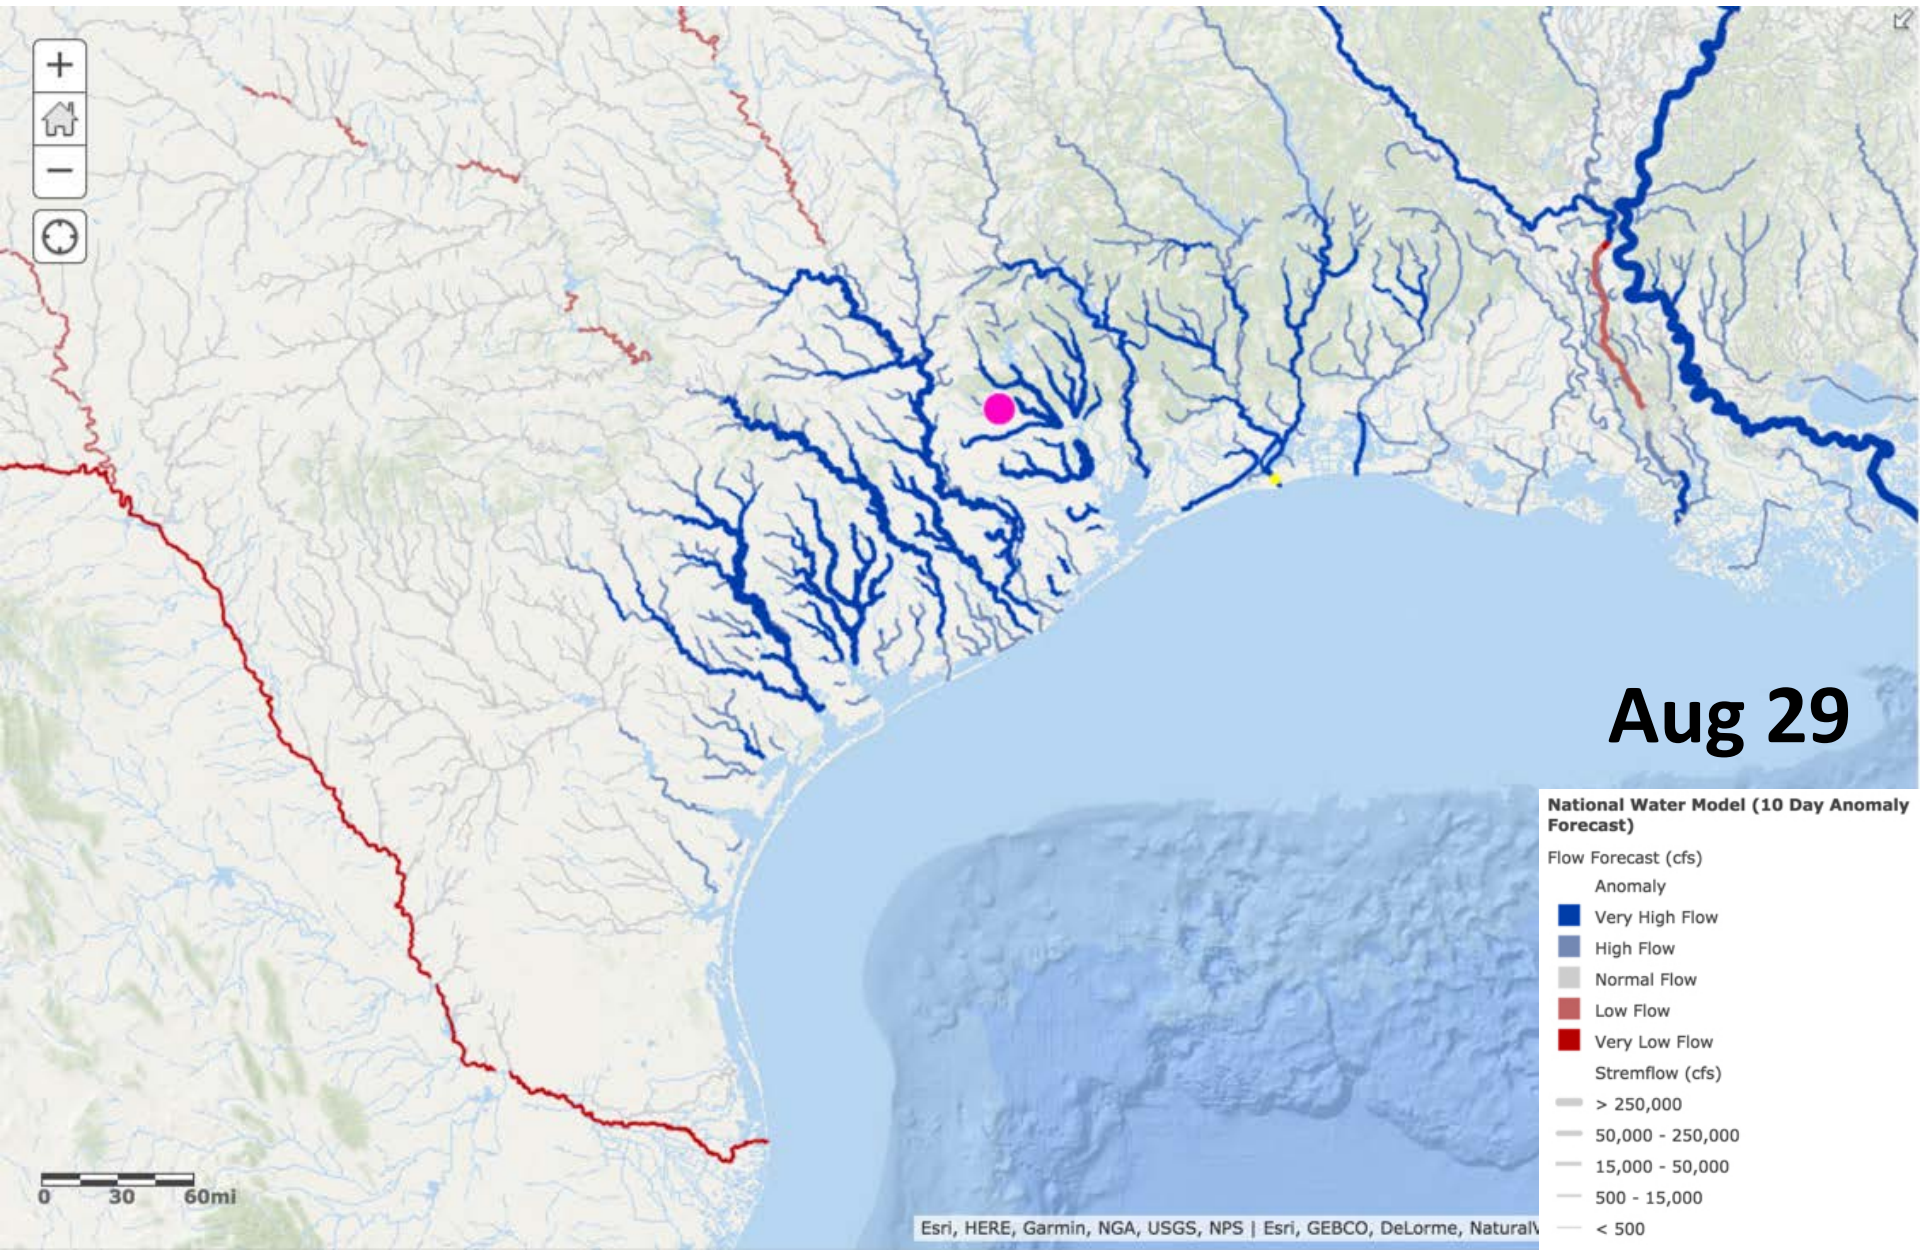 +
−
Aug 29
National Water Model (10 Day Anomaly
Forecast)
Flow Forecast (cfs)
Anomaly
Very High Flow
High Flow
Normal Flow
Low Flow
Very Low Flow
Stremflow (cfs)
> 250,000
50,000 - 250,000
15,000 - 50,000
500 - 15,000
< 500
0 30 60mi
Esri, HERE, Garmin, NGA, USGS, NPS | Esri, GEBCO, DeLorme, Natural